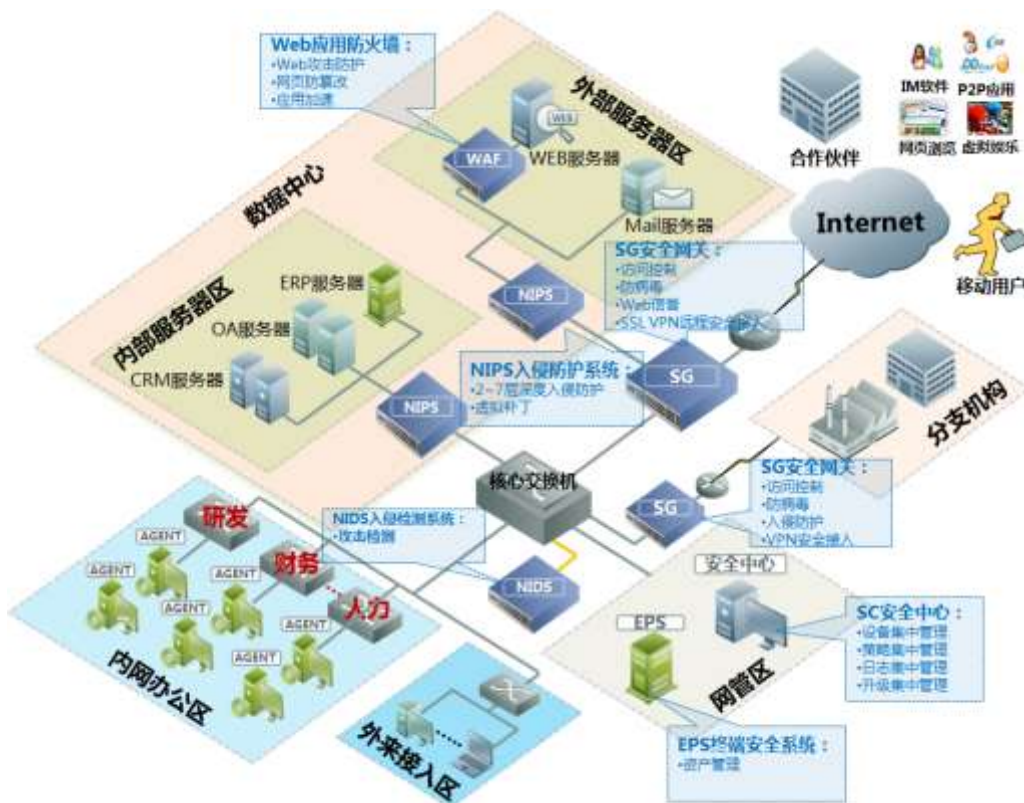 Web应用防火墙：
•Web攻击防护
•网页防篡改
•应用加速
外部服务器区
WEB
WAF
WEB服务器
Mail服务器
数据中心
IM软件
P2P应用
网页浏览
虚拟娱乐
合作伙伴
Internet
移动用户
SG安全网关：
•访问控制
•防病毒
•Web信誉
•SSL VPN远程安全接入
ERP服务器
OA服务器
CRM服务器
内部服务器区
NIPS
NIPS
NIPS入侵防护系统：
•2~7层深度入侵防护
•虚拟补丁
SG
分支机构
核心交换机
SG
SG安全网关：
•访问控制
•防病毒
•入侵防护
•VPN安全接入
NIDS入侵检测系统：
•攻击检测
NIDS
研发
财务
人力
AGENT
AGENT
AGENT
AGENT
AGENT
AGENT
内网办公区
外来接入区
安全中心
EPS
网管区
SC安全中心：
•设备集中管理
•策略集中管理
•日志集中管理
•升级集中管理
EPS终端安全系统：
•资产管理